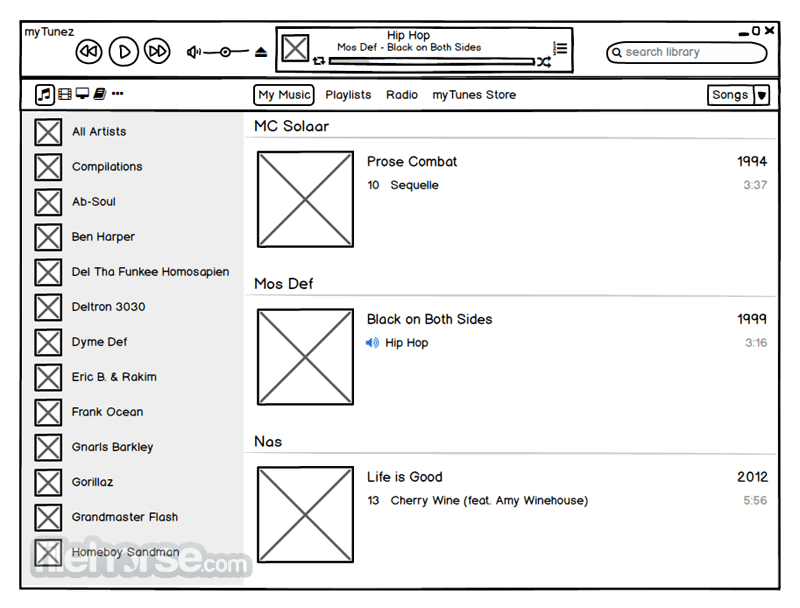 myTunez
Hip Hop
Mos Def - Black on Both Sides
search library
My Music Playlists Radio myTunes Store
Songs
All Artists
Compilations
Ab-Soul
Ben Harper
Del Tha Funkee Homosapien
Deltron 3030
Dyme Def
Eric B. & Rakim
Frank Ocean
Gnarls Barkley
Gorillaz
Grandmaster Flash
Homeboy Sandman
MC Solaar
Prose Combat 1994
10 Sequelle 3:37
Mos Def
Black on Both Sides 1999
Hip Hop 3:16
Nas
Life is Good 2012
13 Cherry Wine (feat. Amy Winehouse) 5:56
filehorse.com